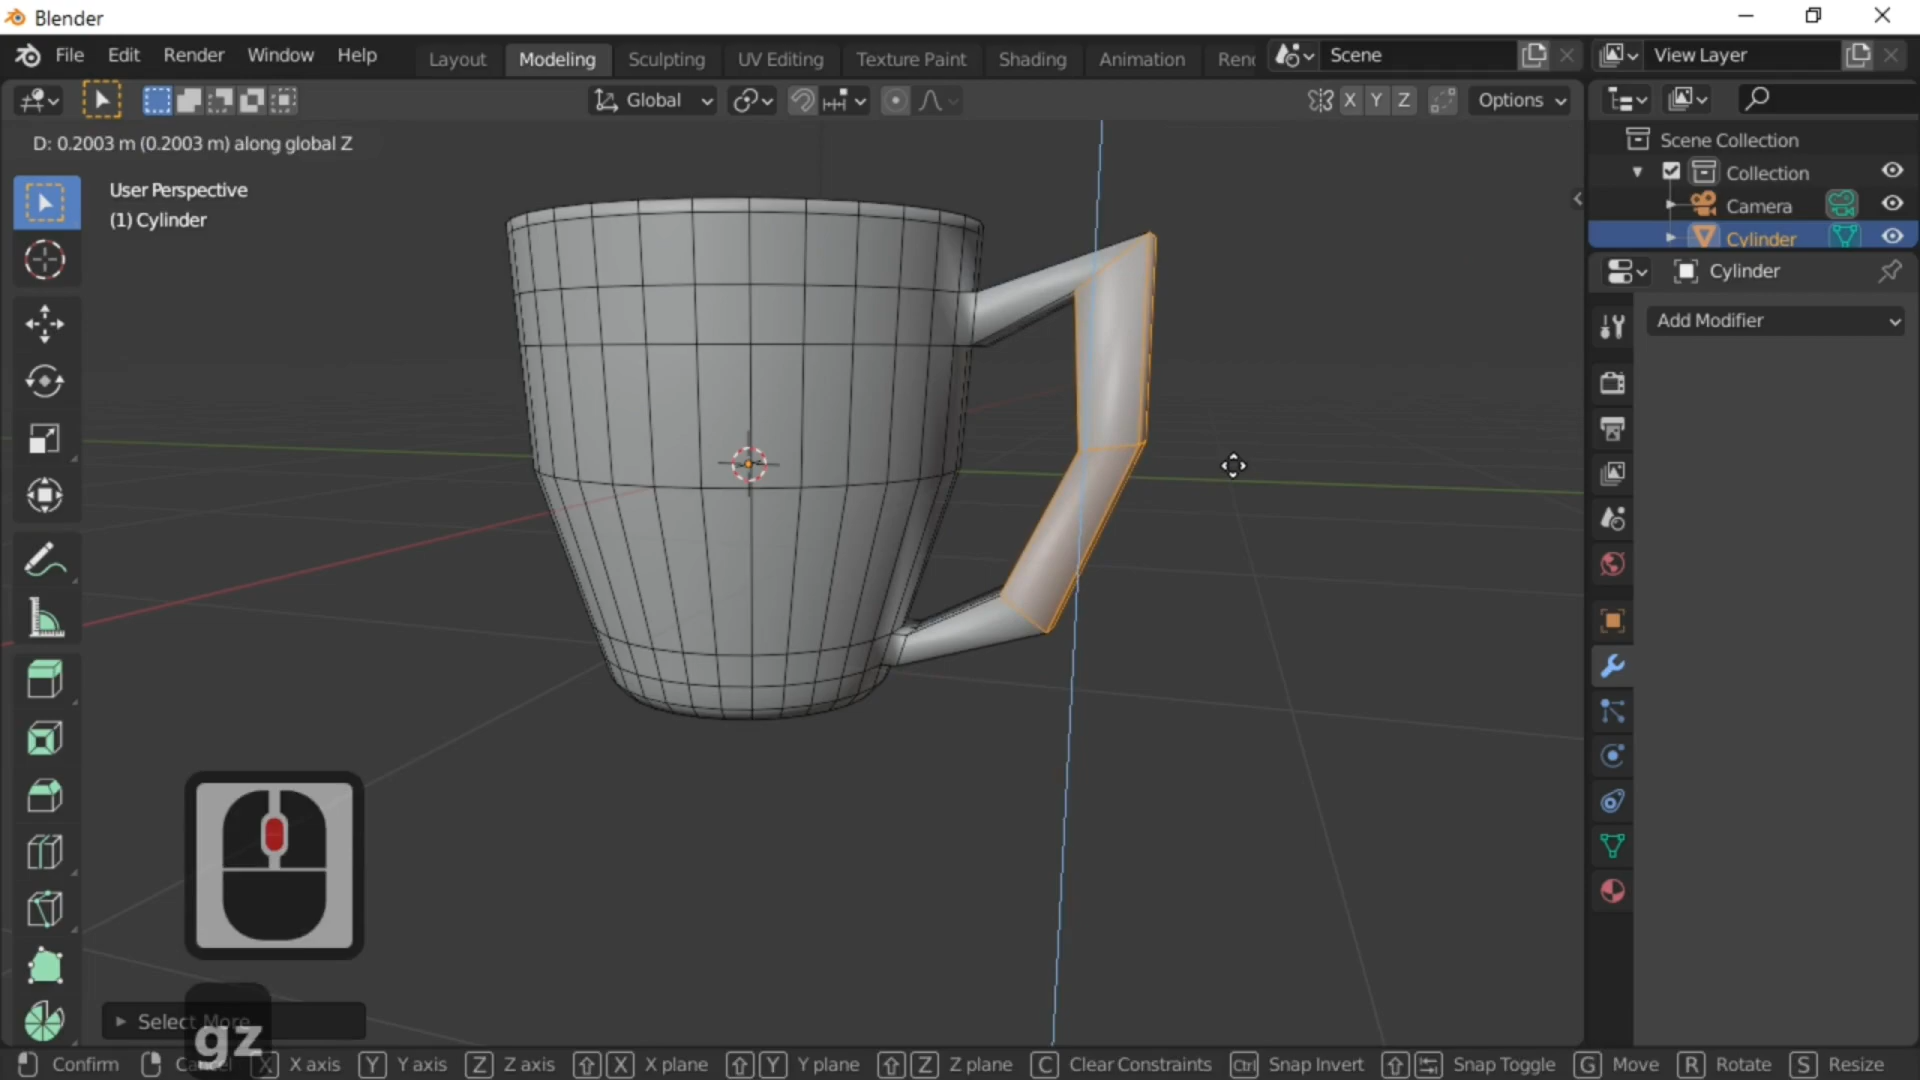 Blender
File Edit Render Window Help Layout Modeling Sculpting UV Editing Texture Paint Shading Animation Scene View Layer
Global X Y Z Options
D: 0.2003 m (0.2003 m) along global Z
User Perspective
(1) Cylinder
Scene Collection
Collection
Camera
Cylinder
Cylinder
Add Modifier
Select More
gz
Confirm Cancel X X axis Y Y axis Z Z axis X X plane Y Y plane Z Z plane C Clear Constraints Ctrl Snap Invert Snap Toggle G Move R Rotate S Resize